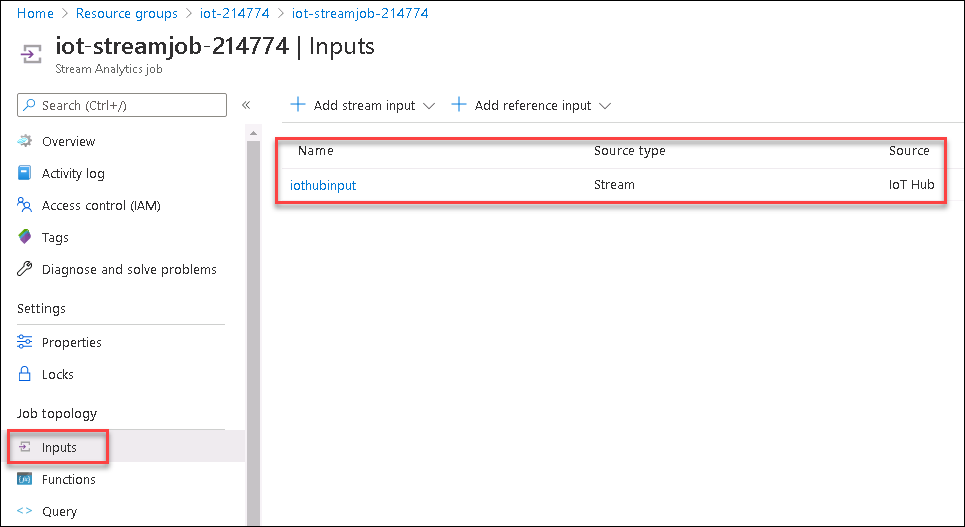 Home > Resource groups > iot-214774 > iot-streamjob-214774
iot-streamjob-214774 | Inputs
Stream Analytics job
Search (Ctrl+/) «
Add stream input Add reference input
Overview
Activity log
Access control (IAM)
Tags
Diagnose and solve problems
Settings
Properties
Locks
Job topology
Inputs
Functions
Query
Name Source type Source
iothubinput Stream IoT Hub